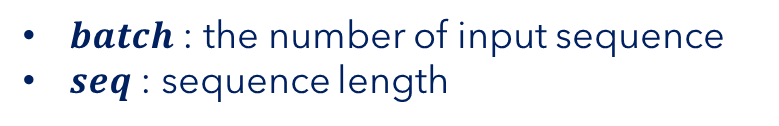 • batch : the number of input sequence
• seq : sequence length